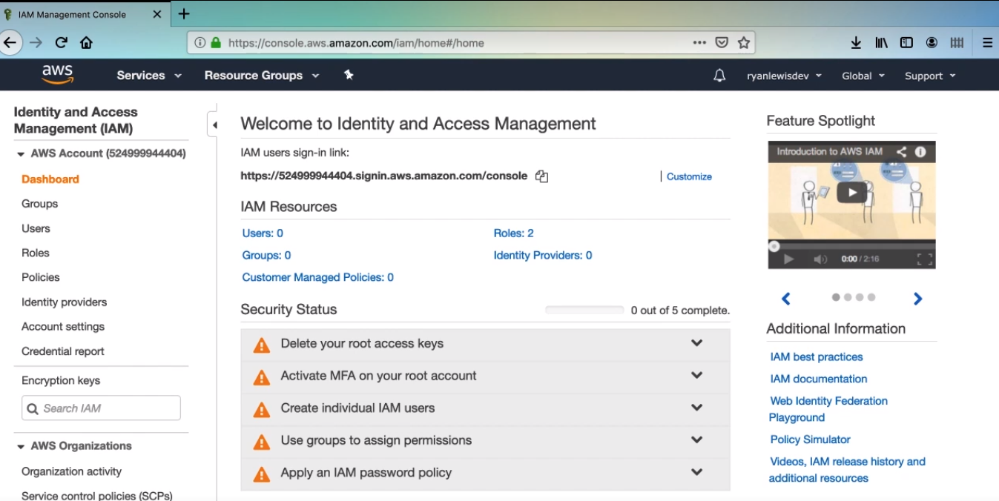 IAM Management Console
https://console.aws.amazon.com/iam/home#/home
aws
Services
Resource Groups
ryanlewisdev
Global
Support
Identity and Access
Management (IAM)
AWS Account (524999944404)
Dashboard
Groups
Users
Roles
Policies
Identity providers
Account settings
Credential report
Encryption keys
Search IAM
AWS Organizations
Organization activity
Service control policies (SCPs)
Welcome to Identity and Access Management
IAM users sign-in link:
https://524999944404.signin.aws.amazon.com/console
Customize
IAM Resources
Users: 0
Roles: 2
Groups: 0
Identity Providers: 0
Customer Managed Policies: 0
Security Status
0 out of 5 complete.
Delete your root access keys
Activate MFA on your root account
Create individual IAM users
Use groups to assign permissions
Apply an IAM password policy
Feature Spotlight
Introduction to AWS IAM
0:00 / 2:16
Additional Information
IAM best practices
IAM documentation
Web Identity Federation
Playground
Policy Simulator
Videos, IAM release history and
additional resources